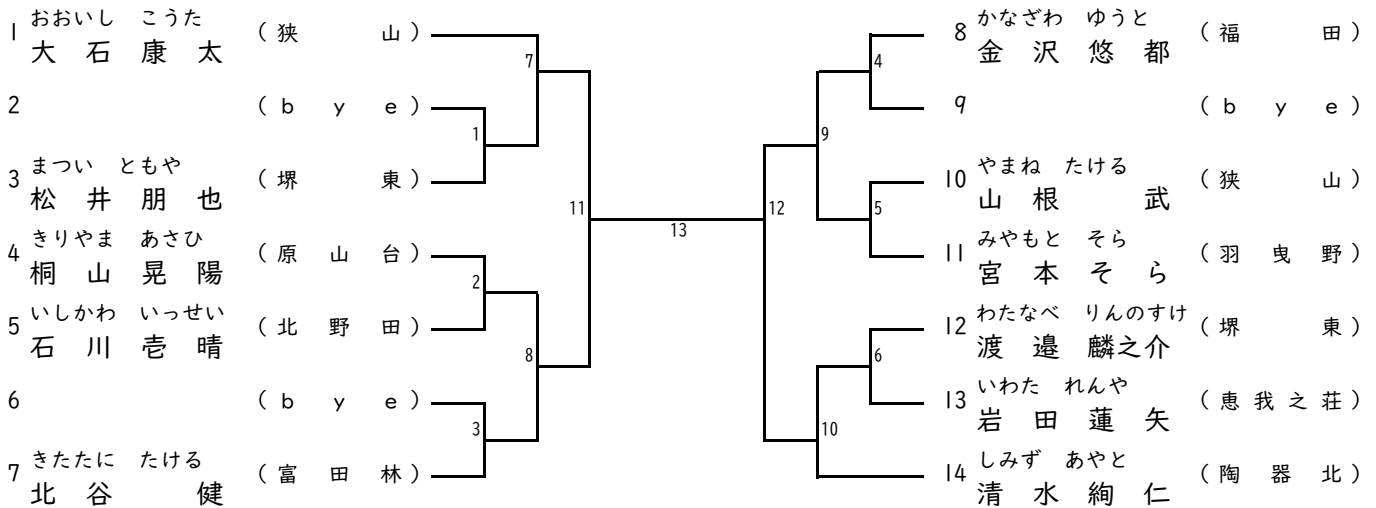 おおいし こうた
1 大石康太 (狭山)
2 (bye)
まつい ともや
3 松井朋也 (堺東)
きりやま あさひ
4 桐山晃陽 (原山台)
いしかわ いっせい
5 石川壱晴 (北野田)
6 (bye)
きたたに たける
7 北谷健 (富田林)
7
1
11
2
8
3
13
かなざわ ゆうと
8 金沢悠都 (福田)
9 (bye)
やまね たける
10 山根武 (狭山)
みやもと そら
11 宮本そら (羽曳野)
わたなべ りんのすけ
12 渡邉麟之介 (堺東)
いわた れんや
13 岩田蓮矢 (恵我之荘)
しみず あやと
14 清水絢仁 (陶器北)
4
9
5
12
6
10